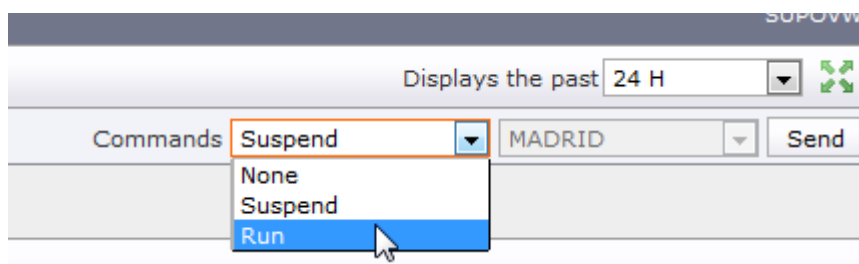 Displays the past 24 H
Commands Suspend MADRID Send
None
Suspend
Run